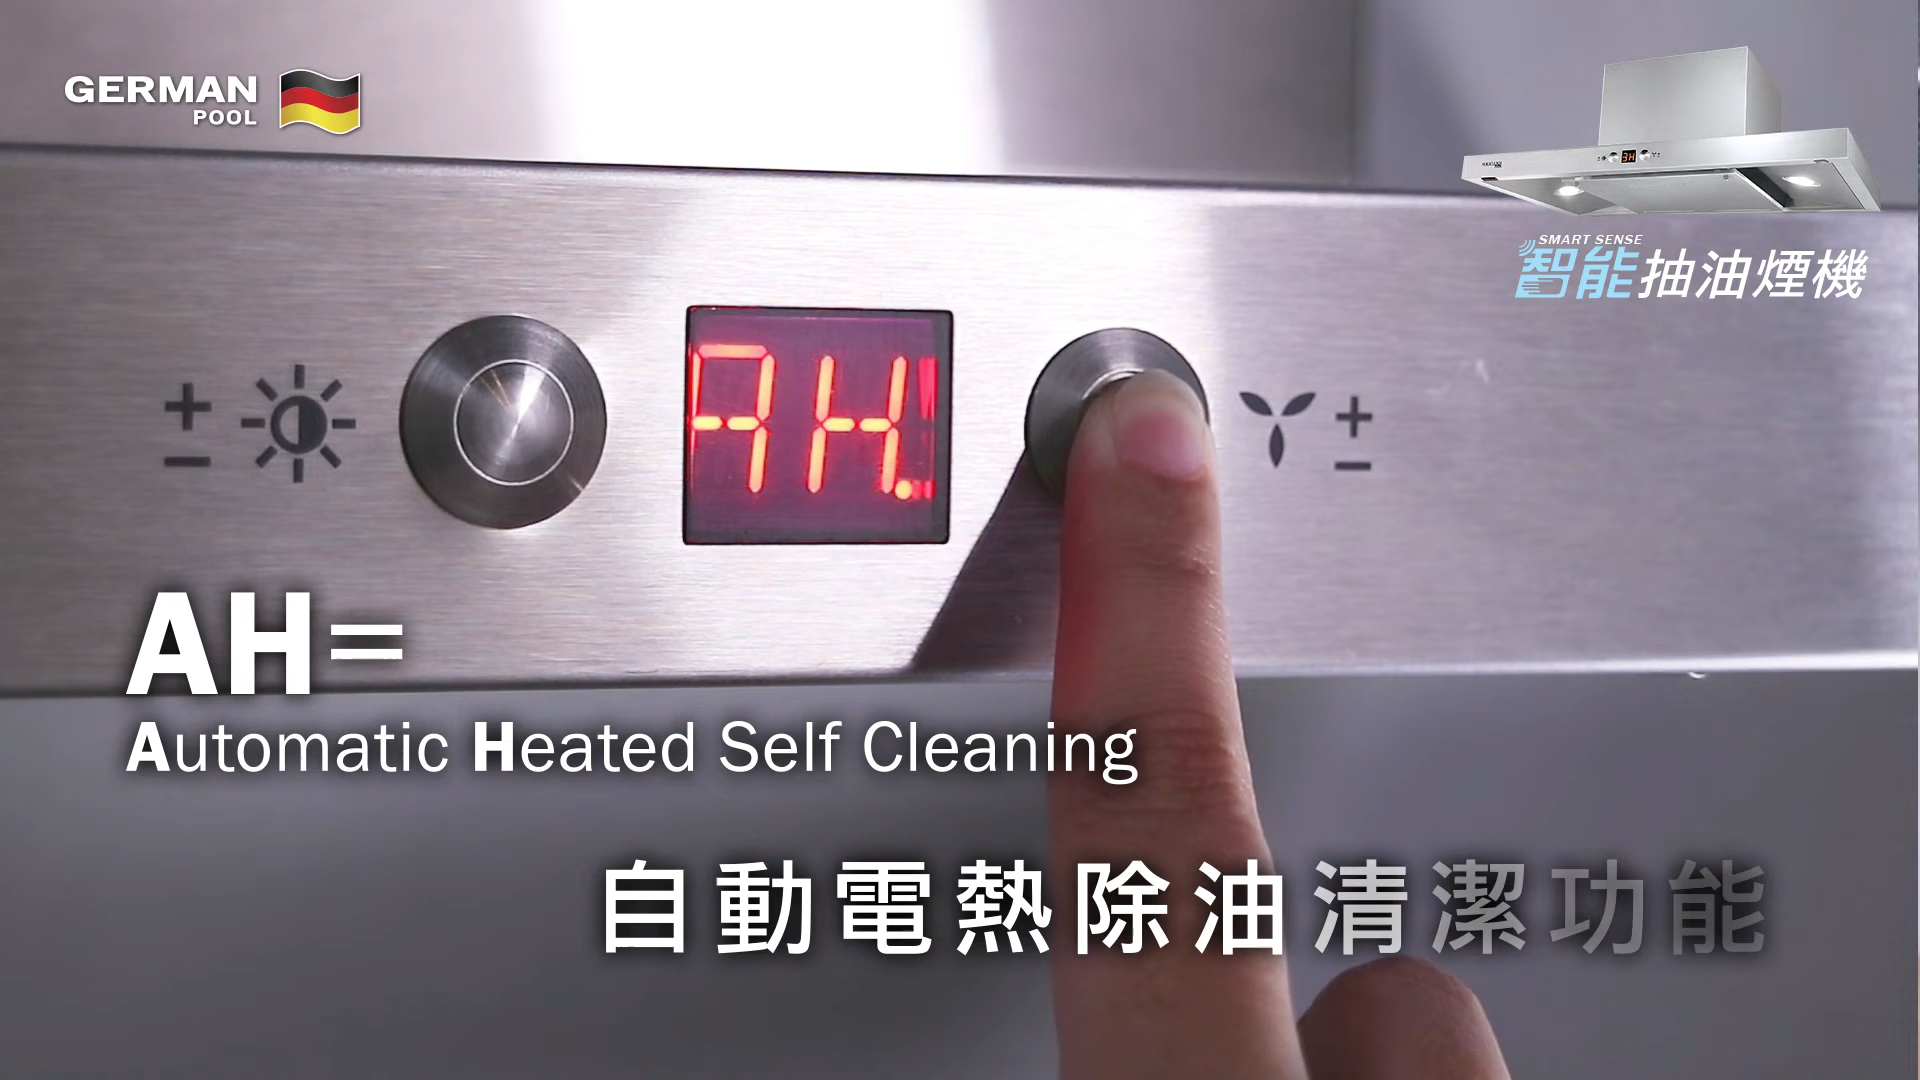 GERMAN
POOL
SMART SENSE
智能抽油煙機
+
−
AH.
+
−
AH=
Automatic Heated Self Cleaning
自動電熱除油清潔功能